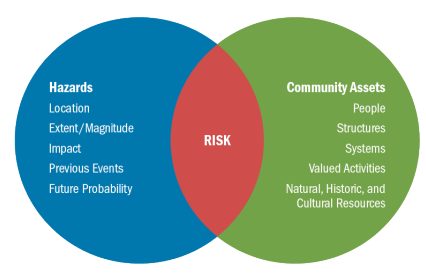 Hazards
Location
Extent/Magnitude
Impact
Previous Events
Future Probability
RISK
Community Assets
People
Structures
Systems
Valued Activities
Natural, Historic, and
Cultural Resources